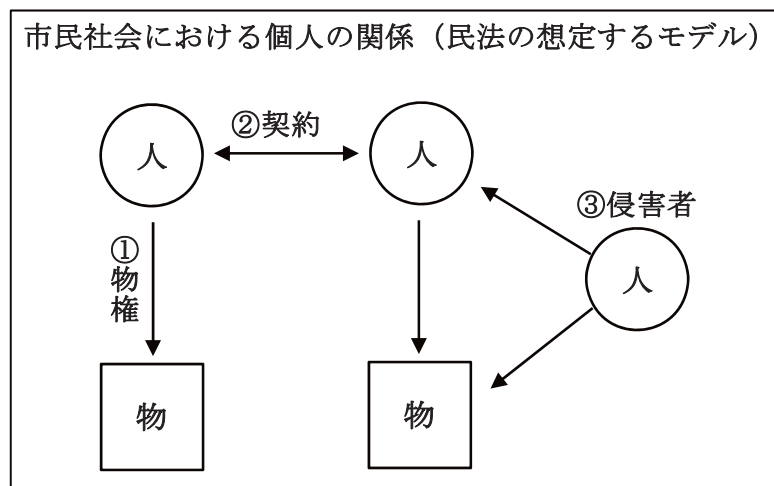 市民社会における個人の関係（民法の想定するモデル）
②契約
人
人
③侵害者
人
①物権
物
物